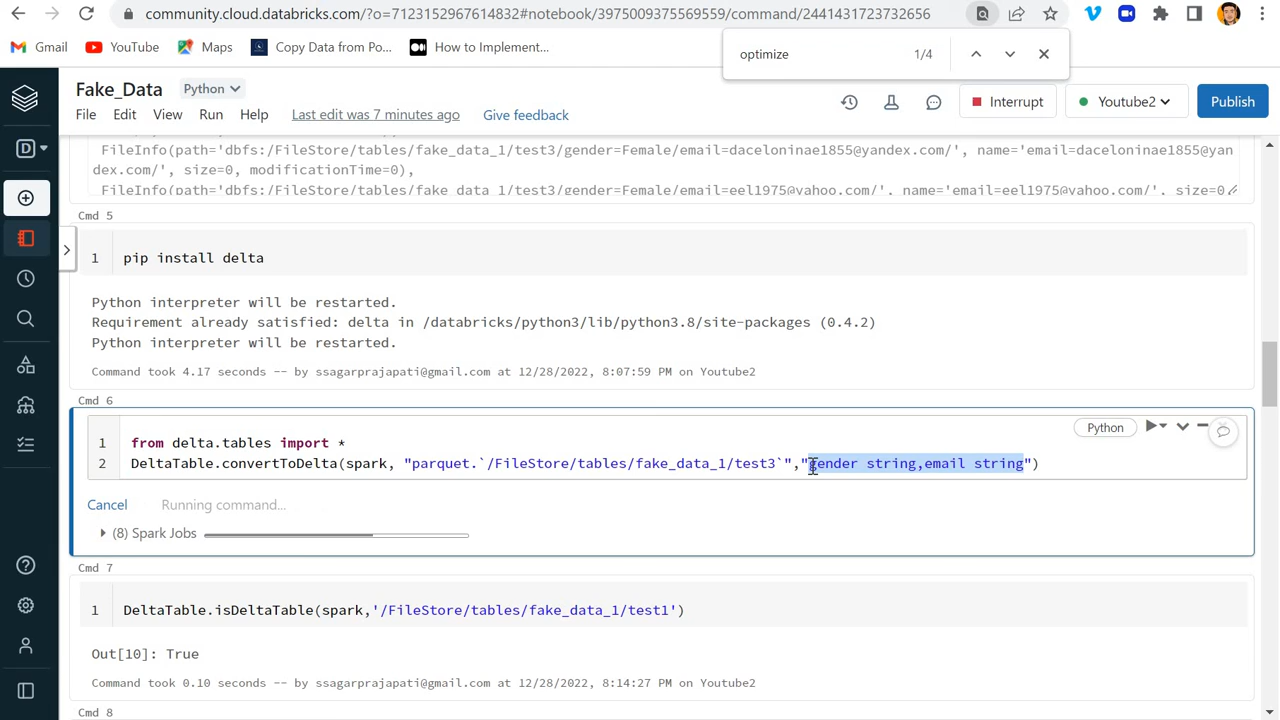 community.cloud.databricks.com/?o=7123152967614832#notebook/3975009375569559/command/2441431723732656
Gmail
YouTube
Maps
Copy Data from Po...
How to Implement...
optimize
1/4
Fake_Data
Python
File
Edit
View
Run
Help
Last edit was 7 minutes ago
Give feedback
Interrupt
Youtube2
Publish
D
FileInfo(path='dbfs:/FileStore/tables/fake_data_1/test3/gender=Female/email=daceloninae1855@yandex.com/', name='email=daceloninae1855@yan
dex.com/', size=0, modificationTime=0),
FileInfo(path='dbfs:/FileStore/tables/fake data 1/test3/gender=Female/email=eel1975@yahoo.com/'. name='email=eel1975@yahoo.com/'. size=0.
Cmd 5
1 pip install delta
Python interpreter will be restarted.
Requirement already satisfied: delta in /databricks/python3/lib/python3.8/site-packages (0.4.2)
Python interpreter will be restarted.
Command took 4.17 seconds -- by ssagarprajapati@gmail.com at 12/28/2022, 8:07:59 PM on Youtube2
Cmd 6
Python
1 from delta.tables import *
2 DeltaTable.convertToDelta(spark, "parquet.`/FileStore/tables/fake_data_1/test3`","gender string,email string")
Cancel Running command...
(8) Spark Jobs
Cmd 7
1 DeltaTable.isDeltaTable(spark,'/FileStore/tables/fake_data_1/test1')
Out[10]: True
Command took 0.10 seconds -- by ssagarprajapati@gmail.com at 12/28/2022, 8:14:27 PM on Youtube2
Cmd 8